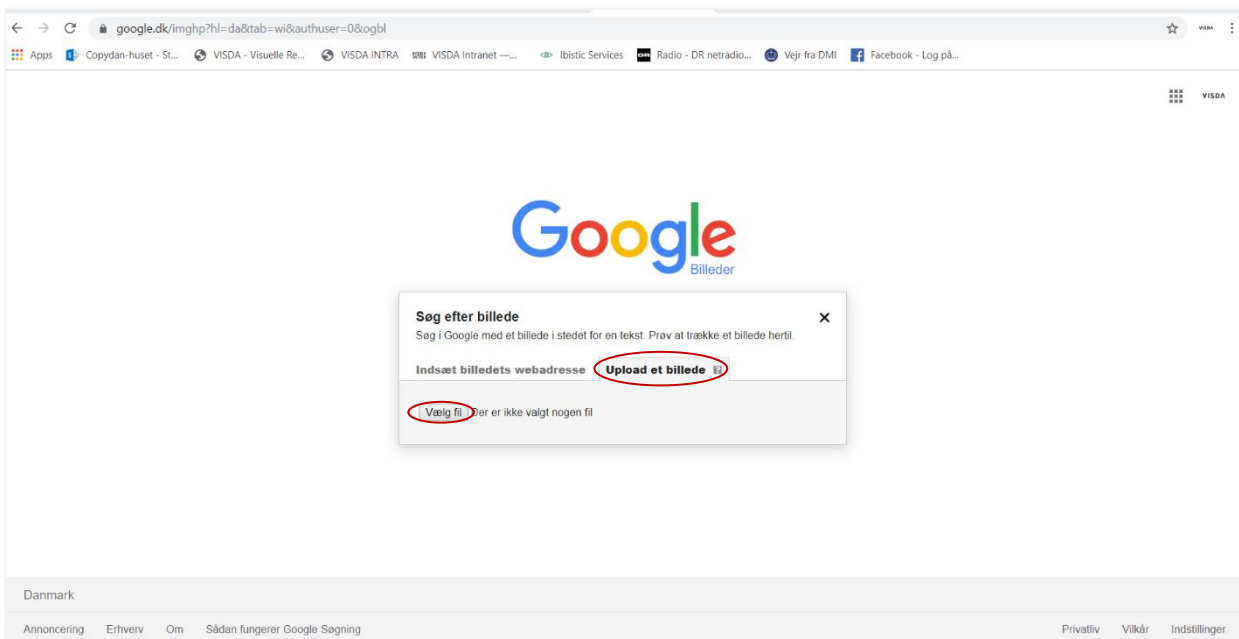 google.dk/imghp?hl=da&tab=wi&authuser=0&ogbl VISDA
Apps Copydan-huset - St... VISDA - Visuelle Re... VISDA INTRA VISDA Intranet —... Ibistic Services DR Radio - DR netradio... Vejr fra DMI Facebook - Log på...
VISDA
Google
Billeder
Søg efter billede
Søg i Google med et billede i stedet for en tekst. Prøv at trække et billede hertil.
Indsæt billedets webadresse Upload et billede ?
Vælg fil Der er ikke valgt nogen fil
Danmark
Annoncering Erhverv Om Sådan fungerer Google Søgning Privatliv Vilkår Indstillinger